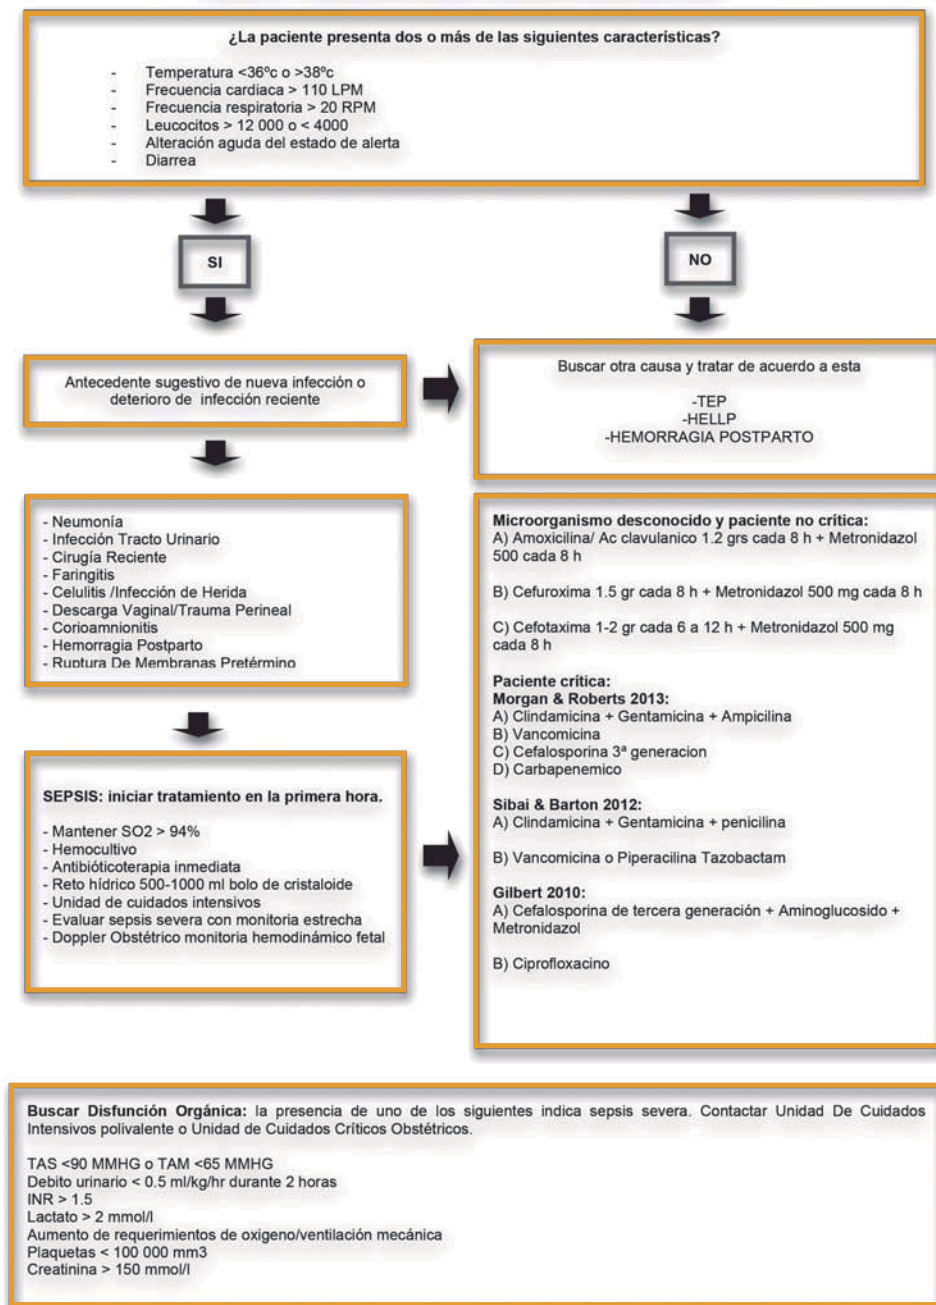 ¿La paciente presenta dos o más de las siguientes características?
- Temperatura <36ºc o >38ºc
- Frecuencia cardiaca > 110 LPM
- Frecuencia respiratoria > 20 RPM
- Leucocitos > 12 000 o < 4000
- Alteración aguda del estado de alerta
- Diarrea
SI
NO
Antecedente sugestivo de nueva infección o
deterioro de infección reciente
Buscar otra causa y tratar de acuerdo a esta
-TEP
-HELLP
-HEMORRAGIA POSTPARTO
- Neumonía
- Infección Tracto Urinario
- Cirugía Reciente
- Faringitis
- Celulitis /Infección de Herida
- Descarga Vaginal/Trauma Perineal
- Corioamnionitis
- Hemorragia Postparto
- Ruptura De Membranas Pretérmino
SEPSIS: iniciar tratamiento en la primera hora.
- Mantener SO2 > 94%
- Hemocultivo
- Antibióticoterapia inmediata
- Reto hídrico 500-1000 ml bolo de cristaloide
- Unidad de cuidados intensivos
- Evaluar sepsis severa con monitoria estrecha
- Doppler Obstétrico monitoria hemodinámico fetal
Microorganismo desconocido y paciente no crítica:
A) Amoxicilina/ Ac clavulanico 1.2 grs cada 8 h + Metronidazol
500 cada 8 h
B) Cefuroxima 1.5 gr cada 8 h + Metronidazol 500 mg cada 8 h
C) Cefotaxima 1-2 gr cada 6 a 12 h + Metronidazol 500 mg
cada 8 h
Paciente crítica:
Morgan & Roberts 2013:
A) Clindamicina + Gentamicina + Ampicilina
B) Vancomicina
C) Cefalosporina 3ª generacion
D) Carbapenemico
Sibai & Barton 2012:
A) Clindamicina + Gentamicina + penicilina
B) Vancomicina o Piperacilina Tazobactam
Gilbert 2010:
A) Cefalosporina de tercera generación + Aminoglucosido +
Metronidazol
B) Ciprofloxacino
Buscar Disfunción Orgánica: la presencia de uno de los siguientes indica sepsis severa. Contactar Unidad De Cuidados
Intensivos polivalente o Unidad de Cuidados Críticos Obstétricos.
TAS <90 MMHG o TAM <65 MMHG
Debito urinario < 0.5 ml/kg/hr durante 2 horas
INR > 1.5
Lactato > 2 mmol/l
Aumento de requerimientos de oxigeno/ventilación mecánica
Plaquetas < 100 000 mm3
Creatinina > 150 mmol/l